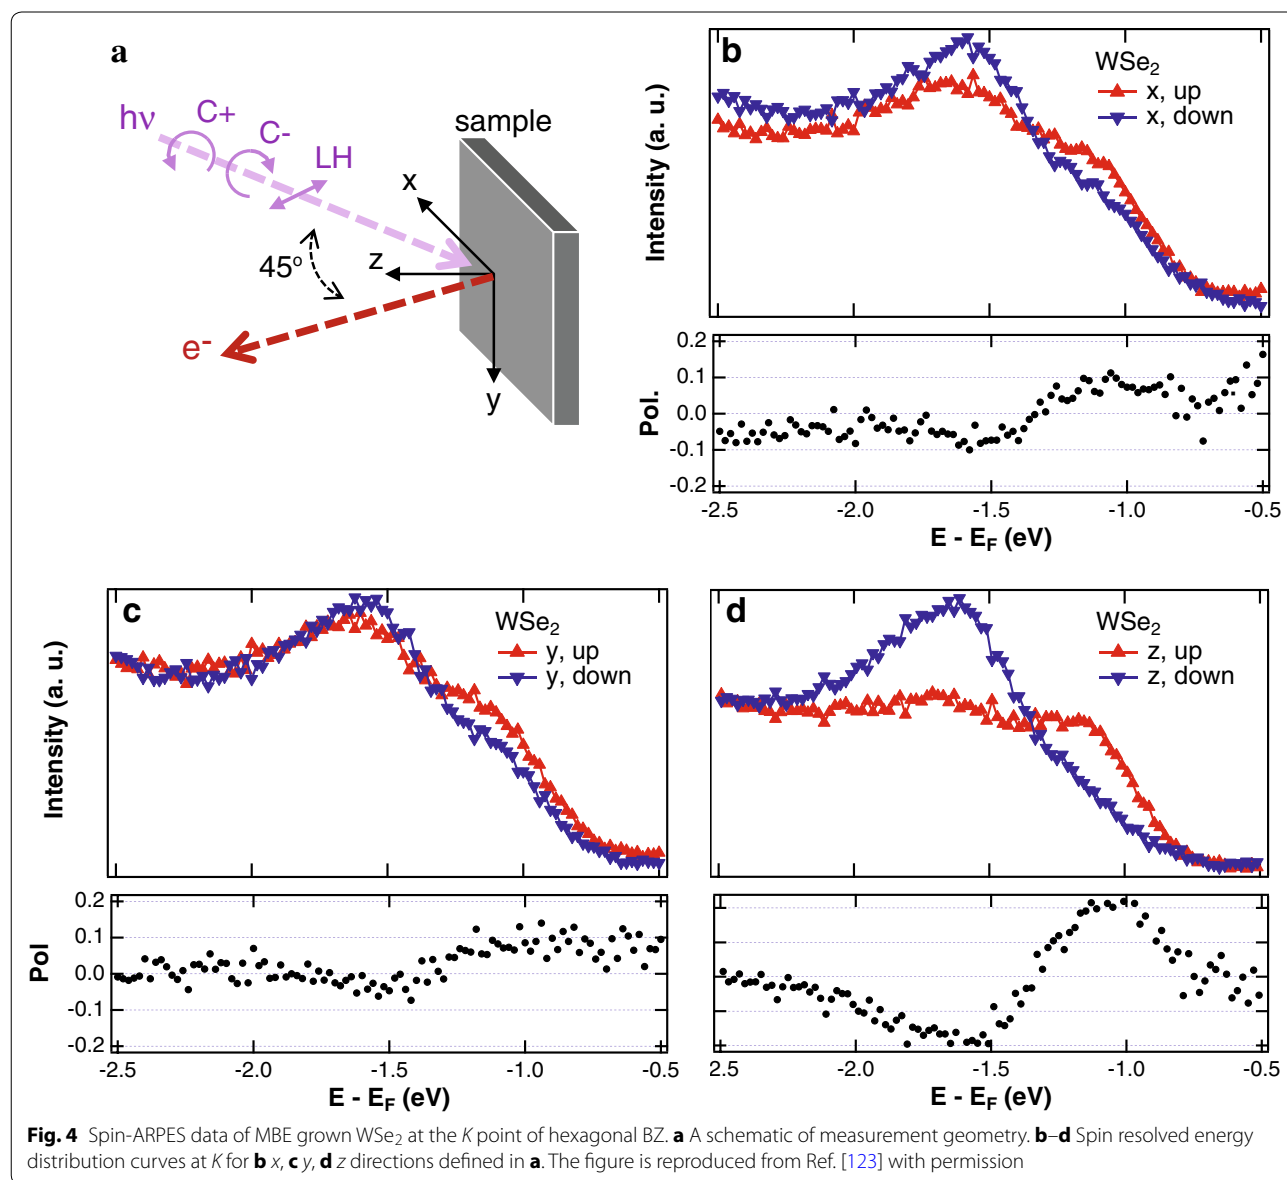 a
hν
C+
C-
LH
sample
x
z
y
45°
e-
b
WSe2
x, up
x, down
Intensity (a. u.)
0.2
0.1
0.0
-0.1
-0.2
Pol.
-2.5 -2.0 -1.5 -1.0 -0.5
E - EF (eV)
c
WSe2
y, up
y, down
Intensity (a. u.)
0.2
0.1
0.0
-0.1
-0.2
Pol
-2.5 -2.0 -1.5 -1.0 -0.5
E - EF (eV)
d
WSe2
z, up
z, down
-2.5 -2.0 -1.5 -1.0 -0.5
E - EF (eV)
Fig. 4 Spin-ARPES data of MBE grown WSe2 at the K point of hexagonal BZ. a A schematic of measurement geometry. b–d Spin resolved energy
distribution curves at K for b x, c y, d z directions defined in a. The figure is reproduced from Ref. [123] with permission